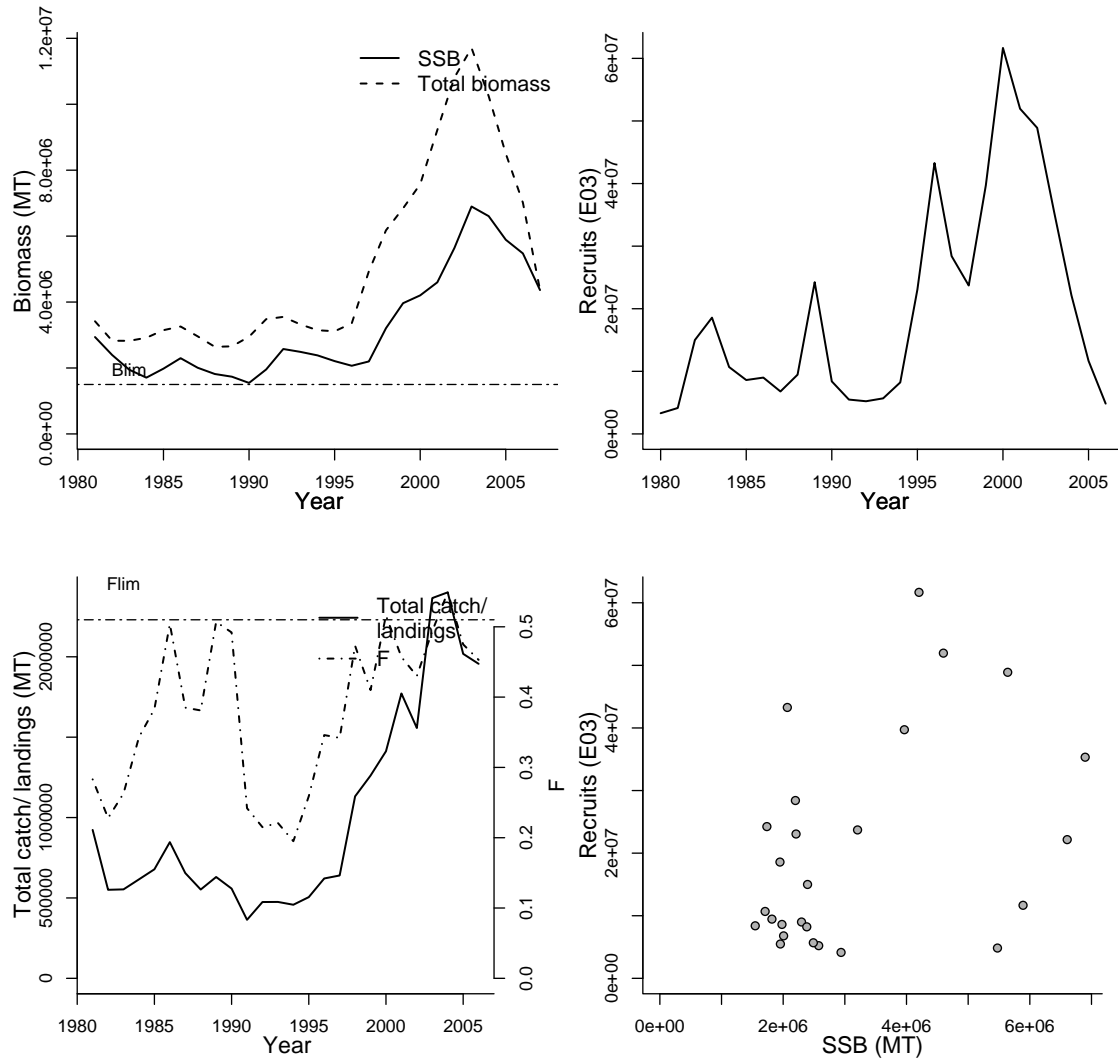 SSB
Total biomass
Blim
Biomass (MT)
0.0e+00 4.0e+06 8.0e+06 1.2e+07
1980 1985 1990 1995 2000 2005
Year
Recruits (E03)
0e+00 2e+07 4e+07 6e+07
1980 1985 1990 1995 2000 2005
Year
Flim
Total catch/
landings
F
Total catch/ landings (MT)
0 500000 1000000 2000000
F
0.0 0.1 0.2 0.3 0.4 0.5
1980 1985 1990 1995 2000 2005
Year
Recruits (E03)
0e+00 2e+07 4e+07 6e+07
0e+00 2e+06 4e+06 6e+06
SSB (MT)